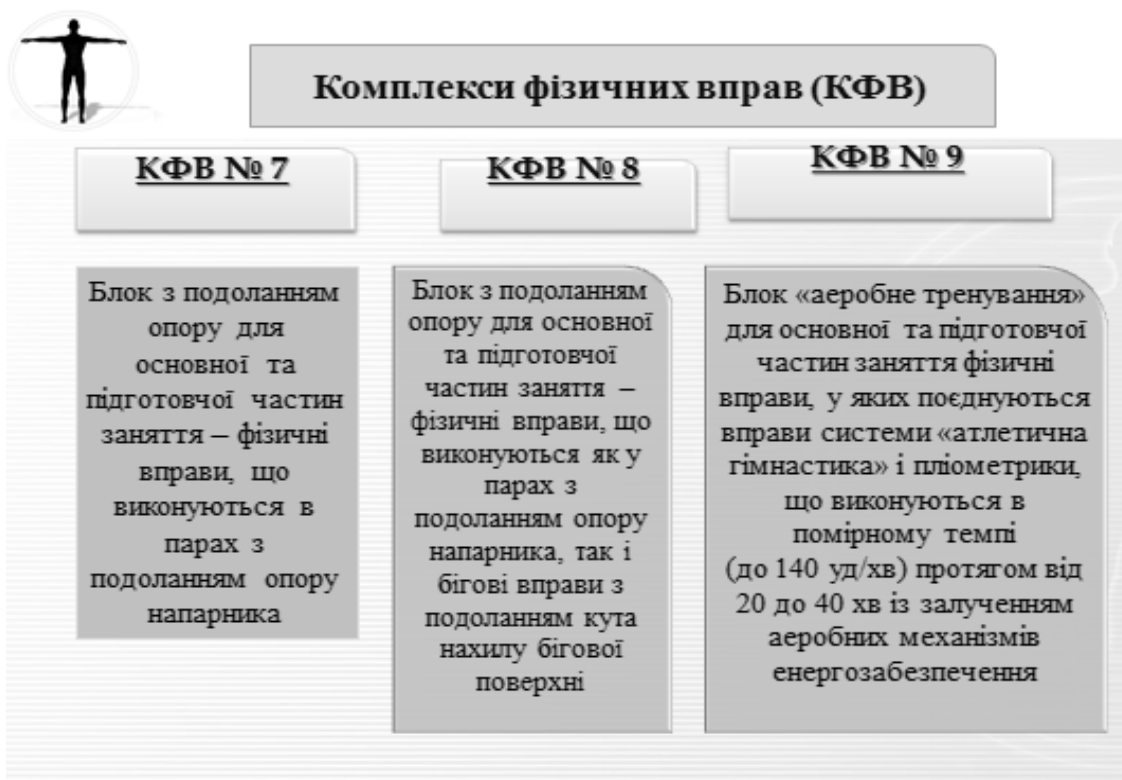 Комплекси фізичних вправ (КФВ)
КФВ № 7
Блок з подоланням
опору для
основної та
підготовчої частин
заняття – фізичні
вправи, що
виконуються в
парах з
подоланням опору
напарника
КФВ № 8
Блок з подоланням
опору для основної
та підготовчої
частин заняття –
фізичні вправи, що
виконуються як у
парах з
подоланням опору
напарника, так і
бігові вправи з
подоланням кута
нахилу бігової
поверхні
КФВ № 9
Блок «аеробне тренування»
для основної та підготовчої
частин заняття фізичні
вправи, у яких поєднуються
вправи системи «атлетична
гімнастика» і пліометрики,
що виконуються в
помірному темпі
(до 140 уд/хв) протягом від
20 до 40 хв із залученням
аеробних механізмів
енергозабезпечення